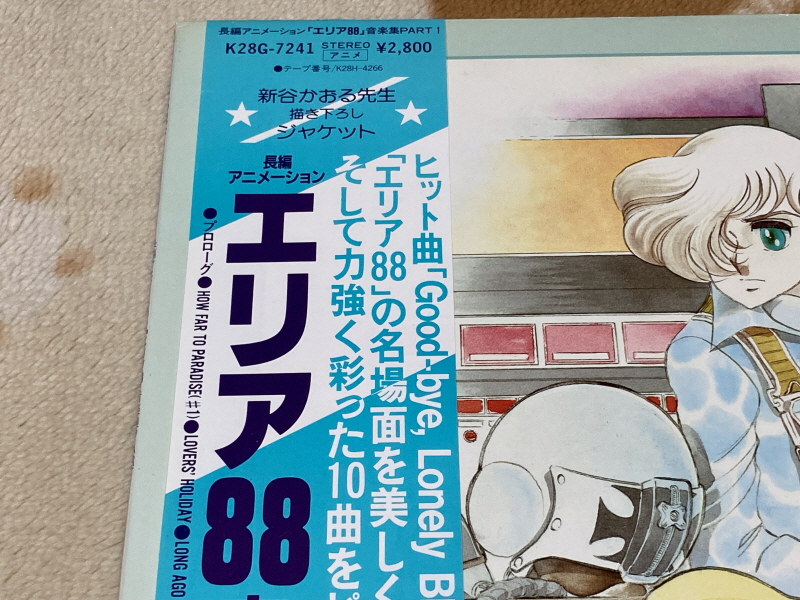 長編アニメーション「エリア88」音楽集PART 1
K28G-7241 STEREO アニメ ¥2,800
●テープ番号/K28H-4266
新谷かおる先生
描き下ろし
ジャケット
長編
アニメーション
エリア88
ヒット曲「Good-bye, Lonely B
「エリア88」の名場面を美しく
そして力強く彩った10曲を
●プロローグ●HOW FAR TO PARADISE(♯1)●LOVERS' HOLIDAY●LONG AGO